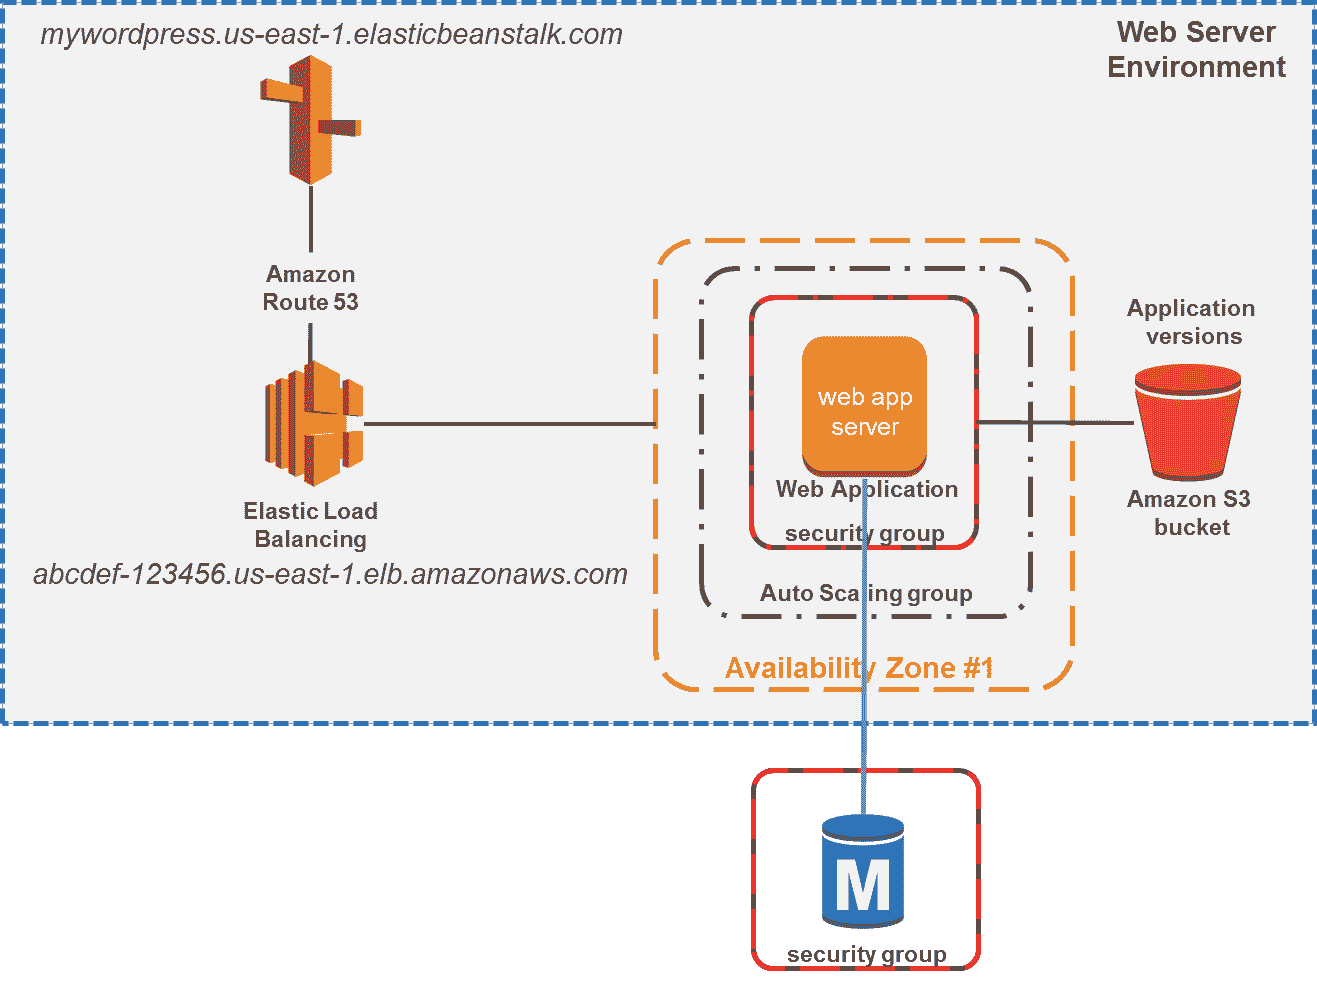 mywordpress.us-east-1.elasticbeanstalk.com
Web Server
Environment
Amazon
Route 53
Elastic Load
Balancing
abcdef-123456.us-east-1.elb.amazonaws.com
web app
server
Web Application
security group
Auto Scaling group
Availability Zone #1
Application
versions
Amazon S3
bucket
M
security group